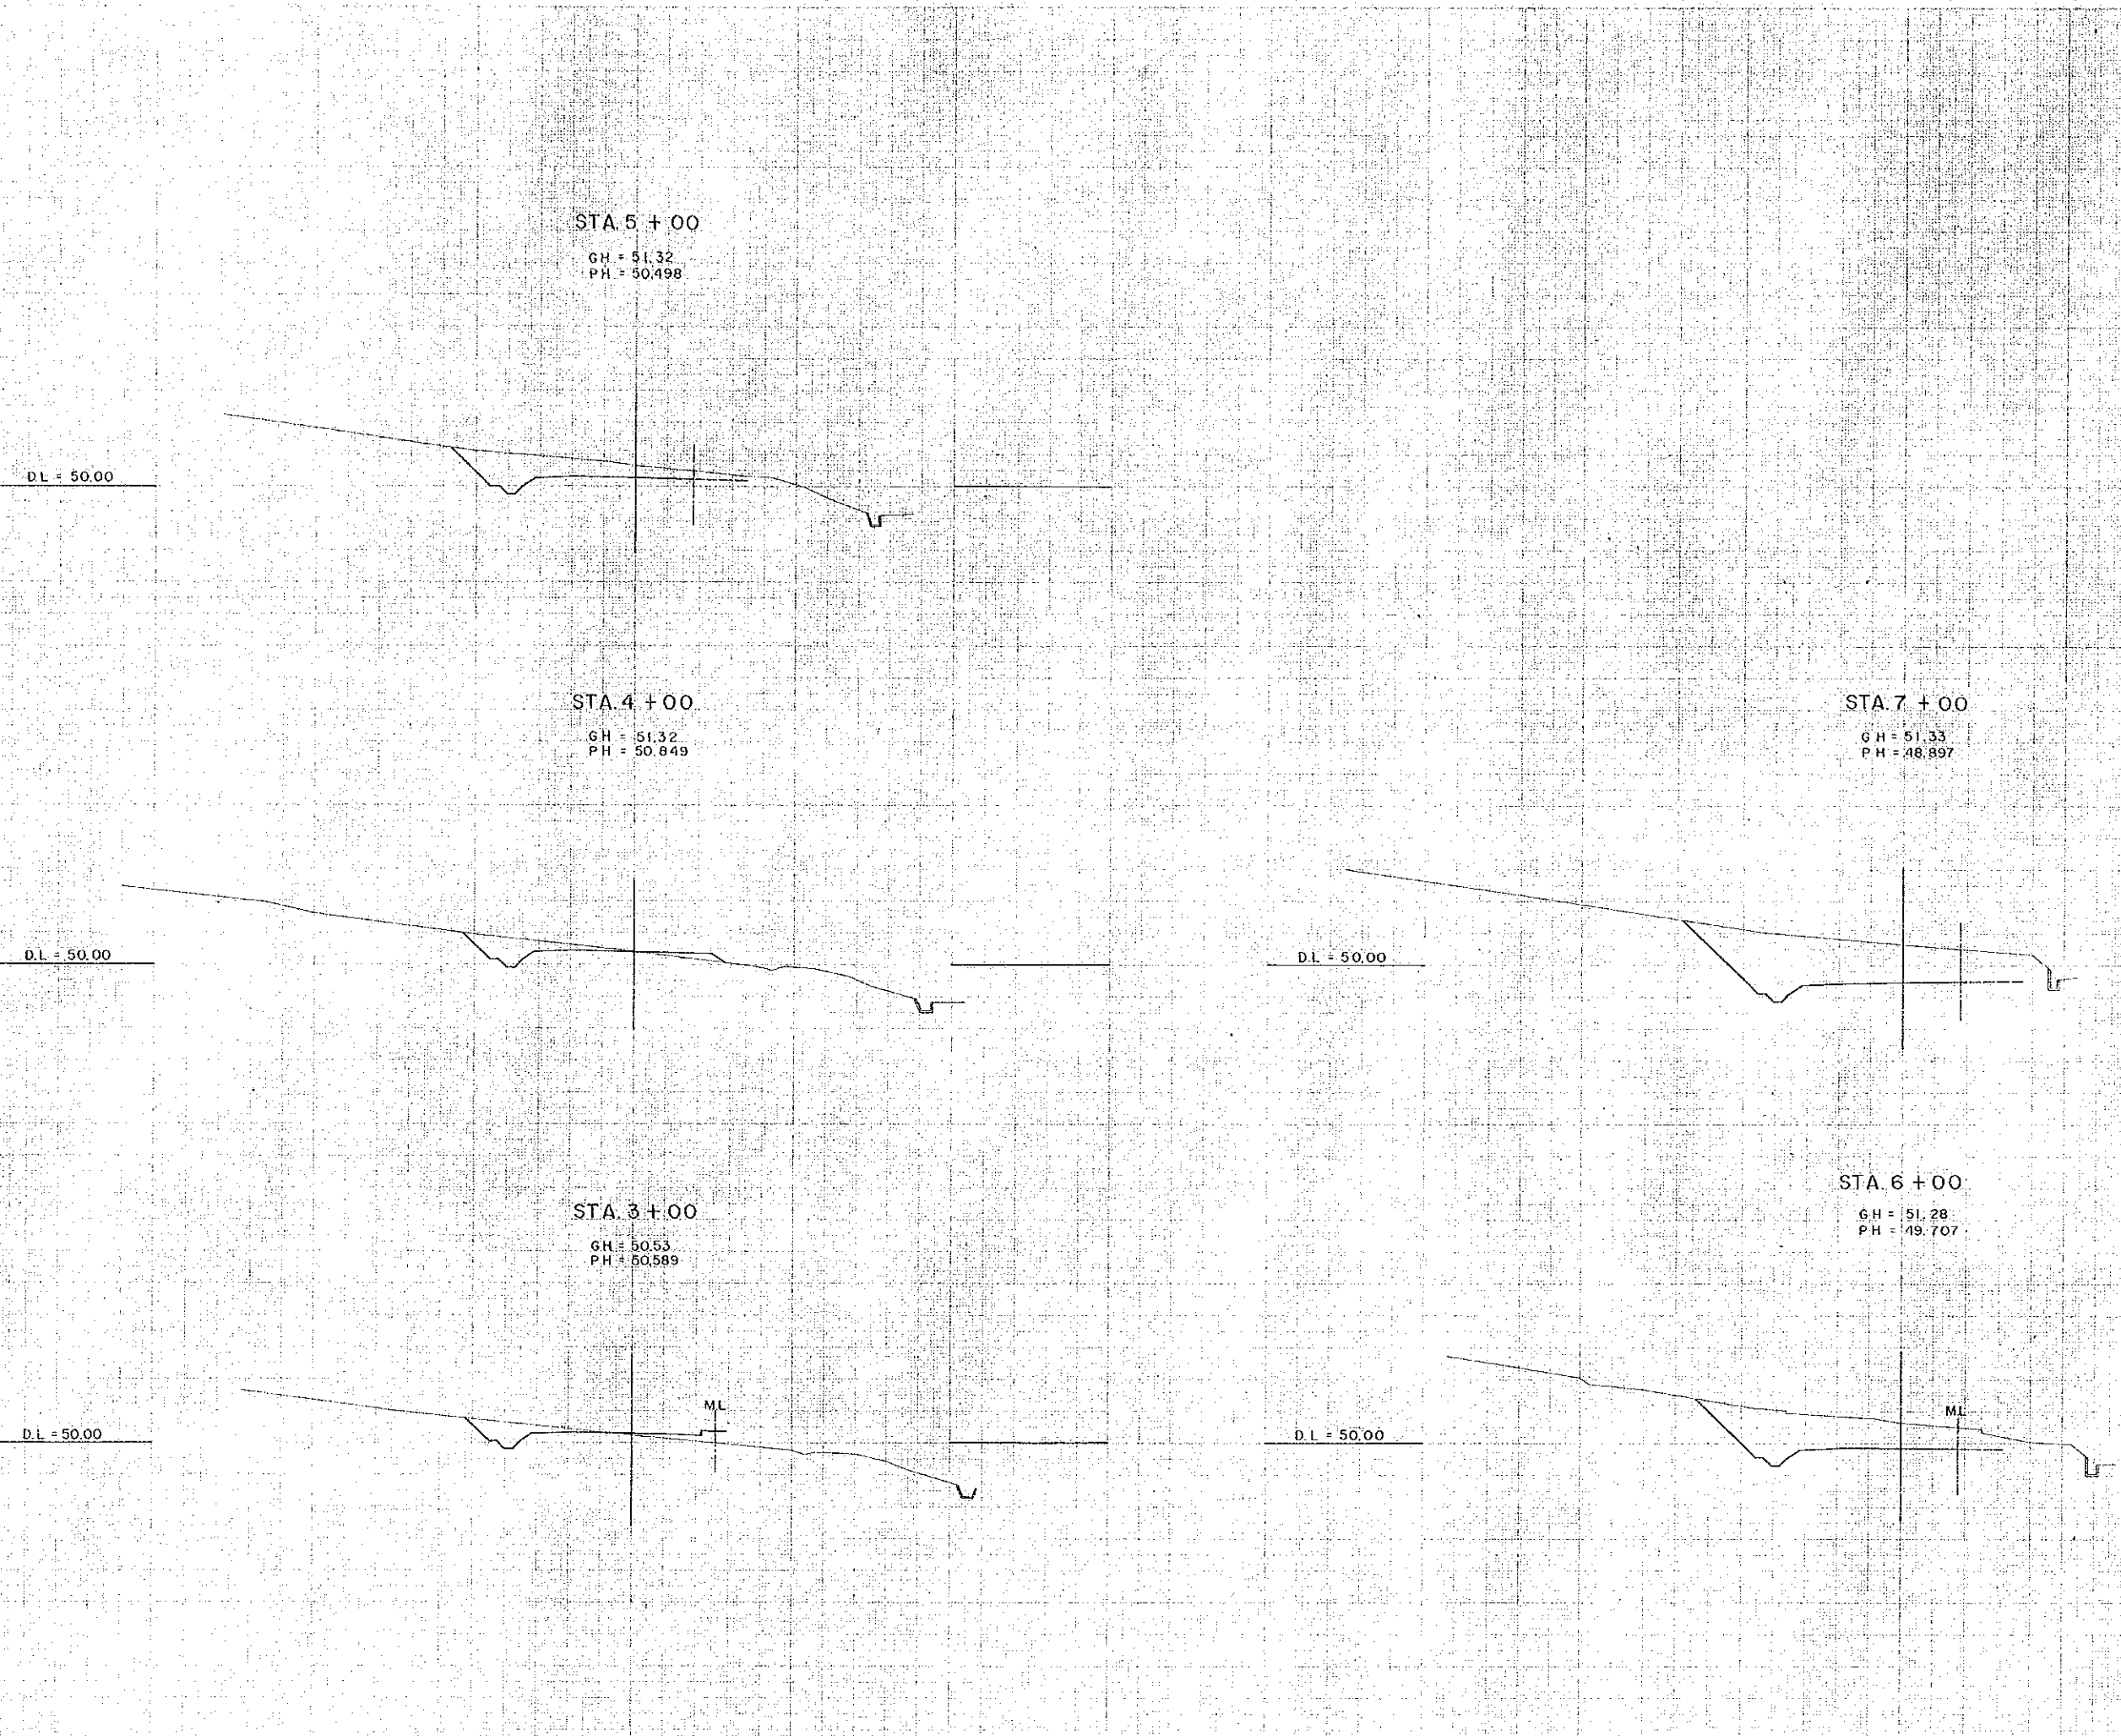 STA. 5 + 00
GH = 51.32
PH = 50.498
D.L = 50.00
STA. 4 + 00
GH = 51.32
PH = 50.849
D.L = 50.00
STA. 3 + 00
GH = 50.53
PH = 50.589
M.L
D.L = 50.00
STA. 7 + 00
GH = 51.33
PH = 48.897
D.L = 50.00
STA. 6 + 00
GH = 51.28
PH = 49.707
M.L
D.L = 50.00